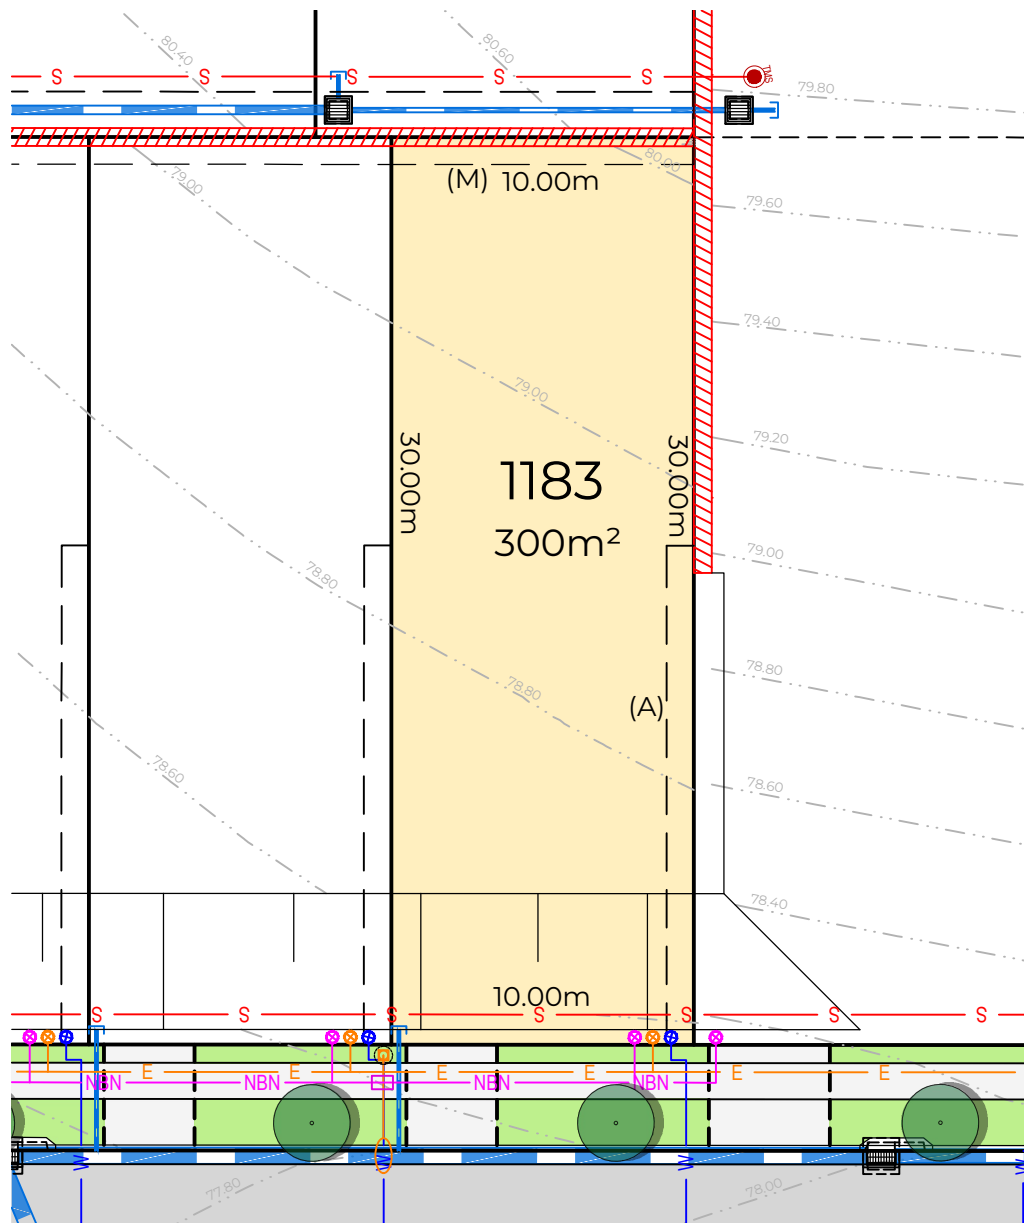 80.40
80.60
S S S S S
TMS
79.80
80.00
79.00
(M) 10.00m
79.60
79.40
79.00
79.20
30.00m
30.00m
1183
300m²
79.00
78.80
78.80
78.80
(A)
78.60
78.60
78.40
10.00m
S S S S S S S
E E E E E E
NBN NBN NBN NBN
W W W W
77.80
78.00